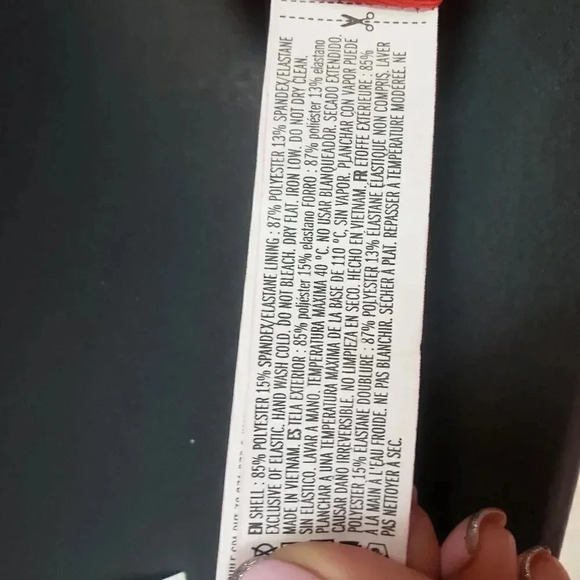 EN SHELL : 85% POLYESTER 15% SPANDEX/ELASTANE LINING : 87% POLYESTER 13% SPANDEX/ELASTANE
EXCLUSIVE OF ELASTIC. HAND WASH COLD. DO NOT BLEACH. DRY FLAT. IRON LOW. DO NOT DRY CLEAN.
MADE IN VIETNAM. ES TELA EXTERIOR : 85% poliéster 15% elastano FORRO : 87% poliéster 13% elastano
SIN ELÁSTICO. LAVAR A MANO. TEMPERATURA MÁXIMA 40 ºC. NO USAR BLANQUEADOR. SECADO EXTENDIDO.
PLANCHAR A UNA TEMPERATURA MÁXIMA DE LA BASE DE 110 ºC, SIN VAPOR. PLANCHAR CON VAPOR PUEDE
CAUSAR DANO IRREVERSIBLE. NO LIMPIEZA EN SECO. HECHO EN VIETNAM. FR ÉTOFFE EXTÉRIEURE : 85%
POLYESTER 15% ÉLASTANE DOUBLURE : 87% POLYESTER 13% ÉLASTANE ÉLASTIQUE NON COMPRIS. LAVER
À LA MAIN À L'EAU FROIDE. NE PAS BLANCHIR. SÉCHER À PLAT. REPASSER À TEMPÉRATURE MODÉRÉE. NE
PAS NETTOYER À SEC.